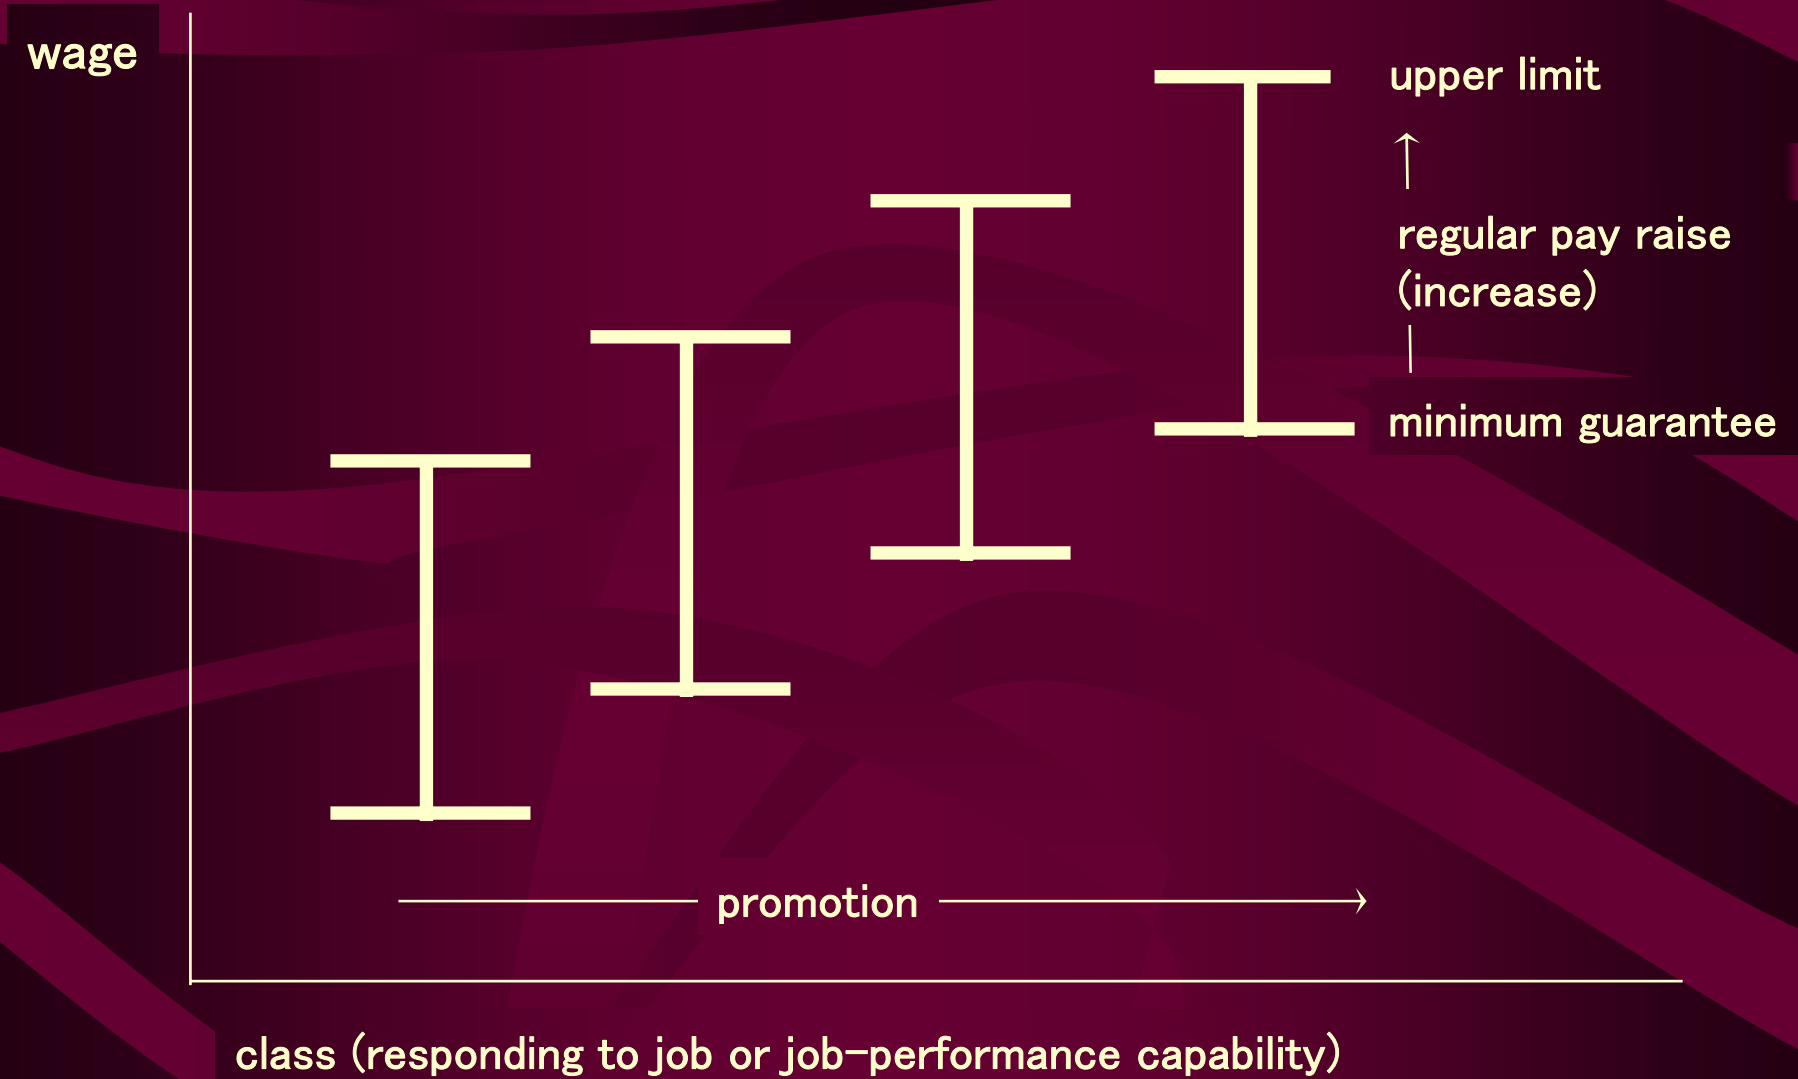 wage
upper limit
regular pay raise
(increase)
minimum guarantee
promotion
class (responding to job or job-performance capability)